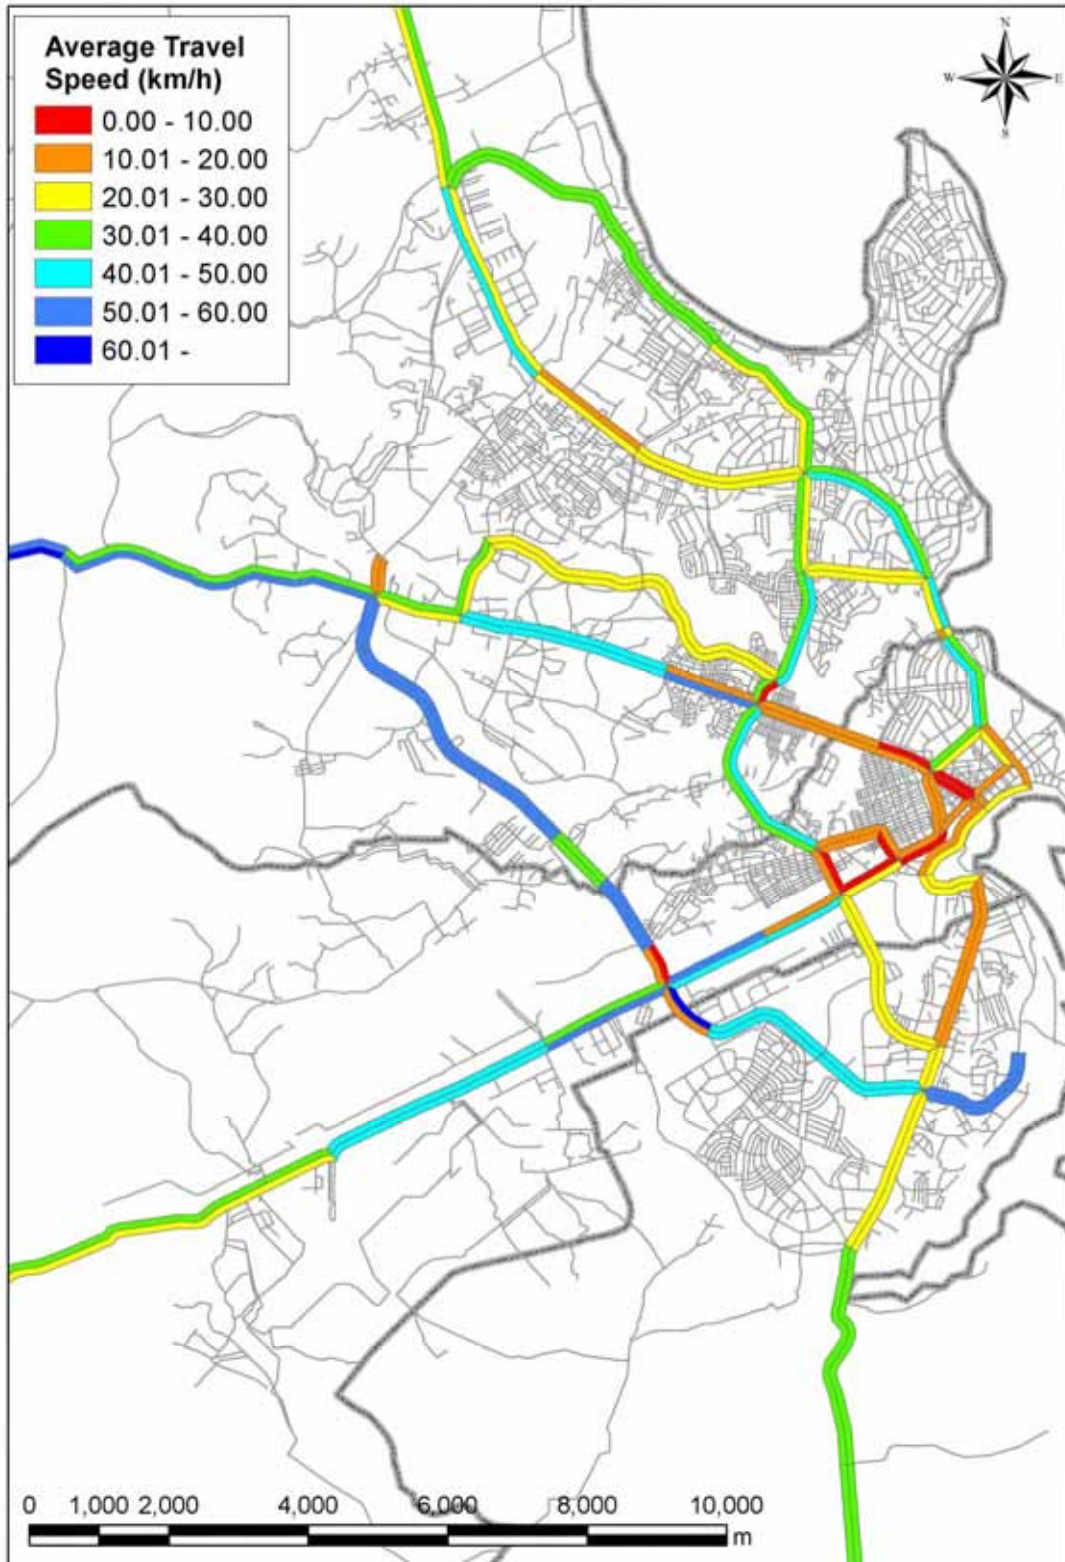 Average Travel
Speed (km/h)
0.00 - 10.00
10.01 - 20.00
20.01 - 30.00
30.01 - 40.00
40.01 - 50.00
50.01 - 60.00
60.01 -
N
W E
S
0 1,000 2,000 4,000 6,000 8,000 10,000
m